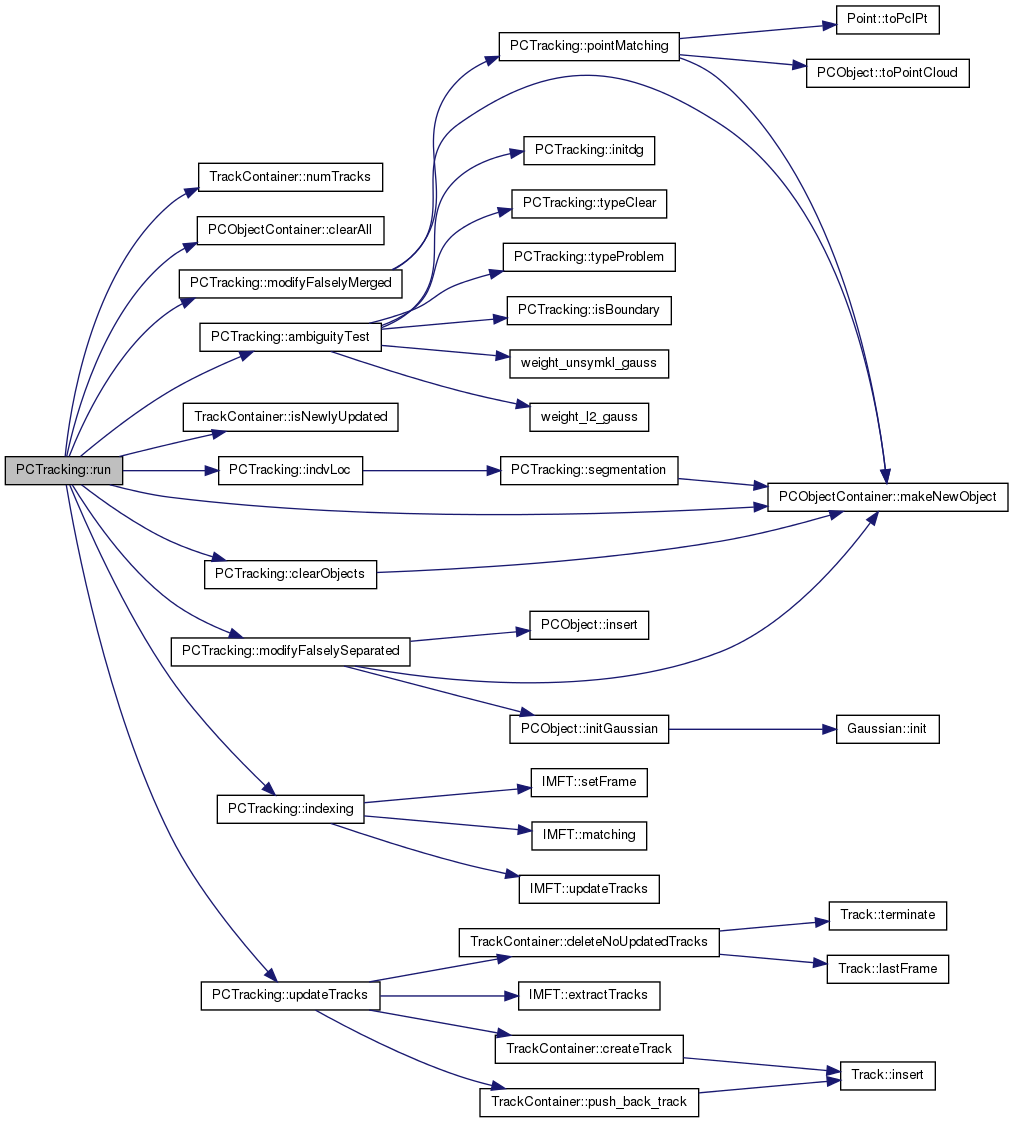 Point::toPclPt
PCTracking::pointMatching
PCObject::toPointCloud
PCTracking::initdg
TrackContainer::numTracks
PCTracking::typeClear
PCObjectContainer::clearAll
PCTracking::typeProblem
PCTracking::modifyFalselyMerged
PCTracking::isBoundary
PCTracking::ambiguityTest
weight_unsymkl_gauss
TrackContainer::isNewlyUpdated
weight_l2_gauss
PCTracking::run
PCTracking::indvLoc
PCTracking::segmentation
PCObjectContainer::makeNewObject
PCTracking::clearObjects
PCObject::insert
PCTracking::modifyFalselySeparated
PCObject::initGaussian
Gaussian::init
IMFT::setFrame
PCTracking::indexing
IMFT::matching
IMFT::updateTracks
Track::terminate
TrackContainer::deleteNoUpdatedTracks
Track::lastFrame
PCTracking::updateTracks
IMFT::extractTracks
TrackContainer::createTrack
Track::insert
TrackContainer::push_back_track